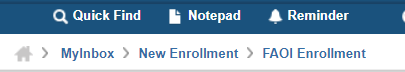 Quick Find Notepad Reminder
MyInbox > New Enrollment > FAOI Enrollment